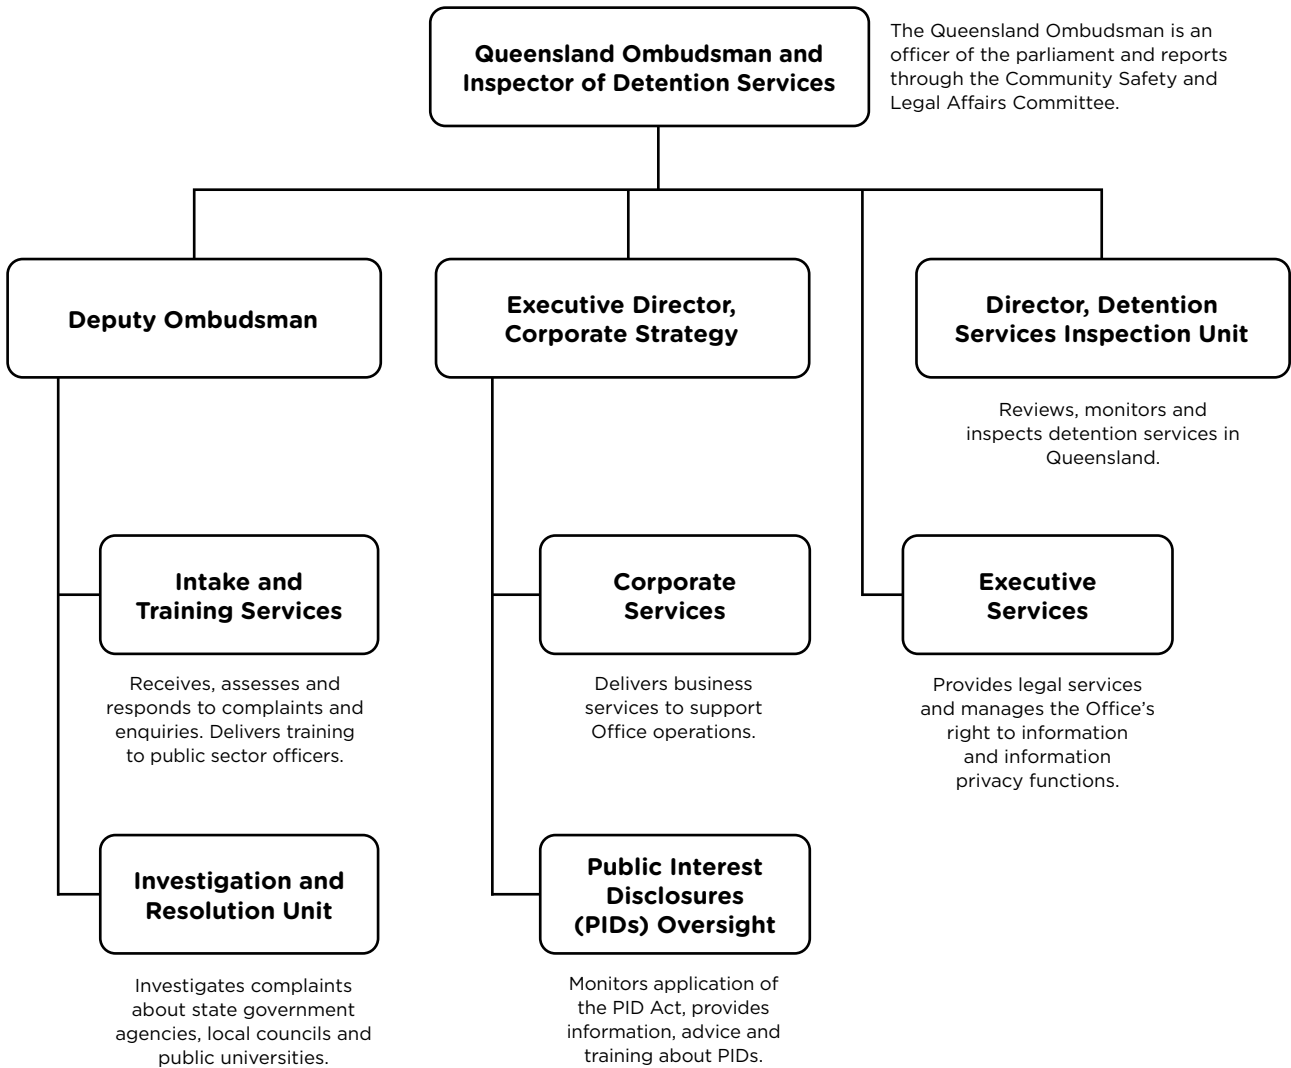 Queensland Ombudsman and
Inspector of Detention Services
The Queensland Ombudsman is an
officer of the parliament and reports
through the Community Safety and
Legal Affairs Committee.
Deputy Ombudsman
Executive Director,
Corporate Strategy
Director, Detention
Services Inspection Unit
Reviews, monitors and
inspects detention services in
Queensland.
Intake and
Training Services
Receives, assesses and
responds to complaints and
enquiries. Delivers training
to public sector officers.
Corporate
Services
Delivers business
services to support
Office operations.
Executive
Services
Provides legal services
and manages the Office’s
right to information
and information
privacy functions.
Investigation and
Resolution Unit
Investigates complaints
about state government
agencies, local councils and
public universities.
Public Interest
Disclosures
(PIDs) Oversight
Monitors application of
the PID Act, provides
information, advice and
training about PIDs.